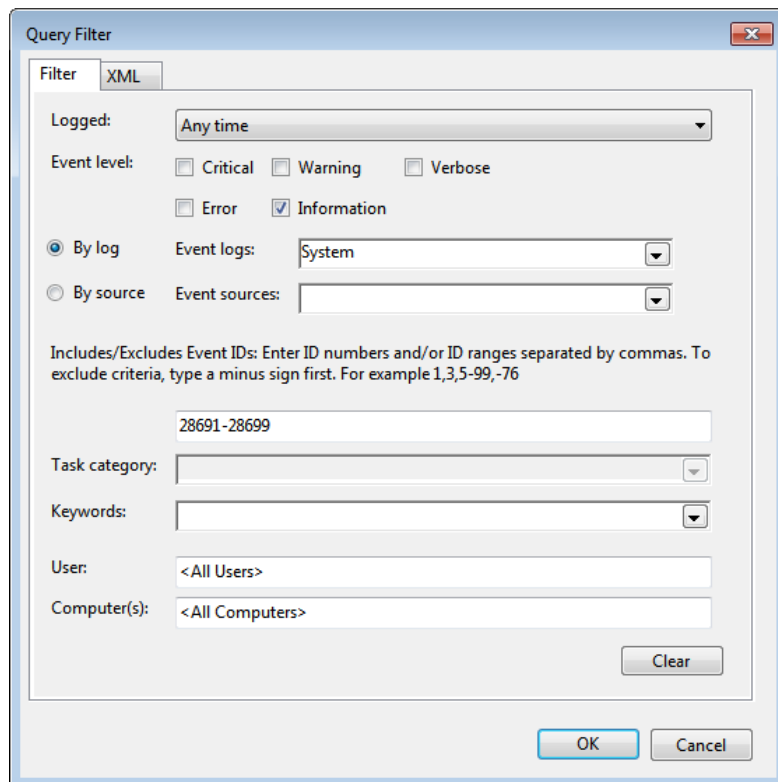 Query Filter
Filter XML
Logged: Any time
Event level: Critical Warning Verbose
Error Information
By log Event logs: System
By source Event sources:
Includes/Excludes Event IDs: Enter ID numbers and/or ID ranges separated by commas. To
exclude criteria, type a minus sign first. For example 1,3,5-99,-76
28691-28699
Task category:
Keywords:
User: <All Users>
Computer(s): <All Computers>
Clear
OK Cancel